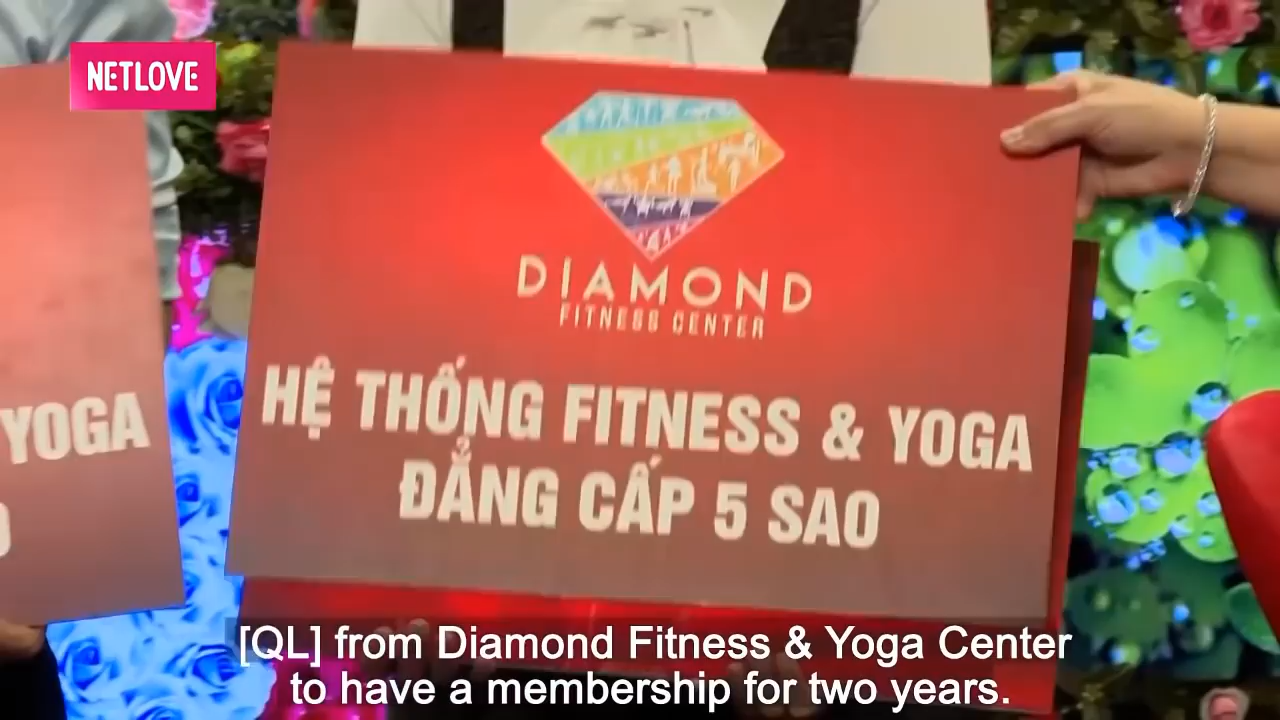 NETLOVE
DIAMOND
FITNESS CENTER
HỆ THỐNG FITNESS & YOGA
ĐẲNG CẤP 5 SAO
YOGA
[QL] from Diamond Fitness & Yoga Center
to have a membership for two years.